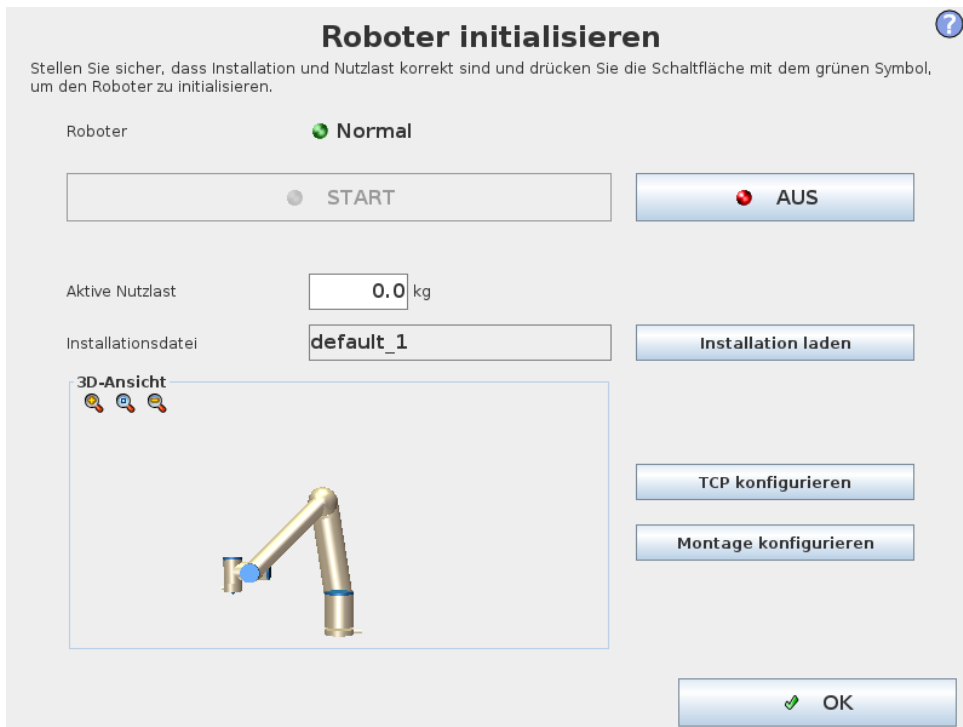 Roboter initialisieren
?
Stellen Sie sicher, dass Installation und Nutzlast korrekt sind und drücken Sie die Schaltfläche mit dem grünen Symbol,
um den Roboter zu initialisieren.
Roboter Normal
START AUS
Aktive Nutzlast 0.0 kg
Installationsdatei default_1 Installation laden
3D-Ansicht
TCP konfigurieren
Montage konfigurieren
OK